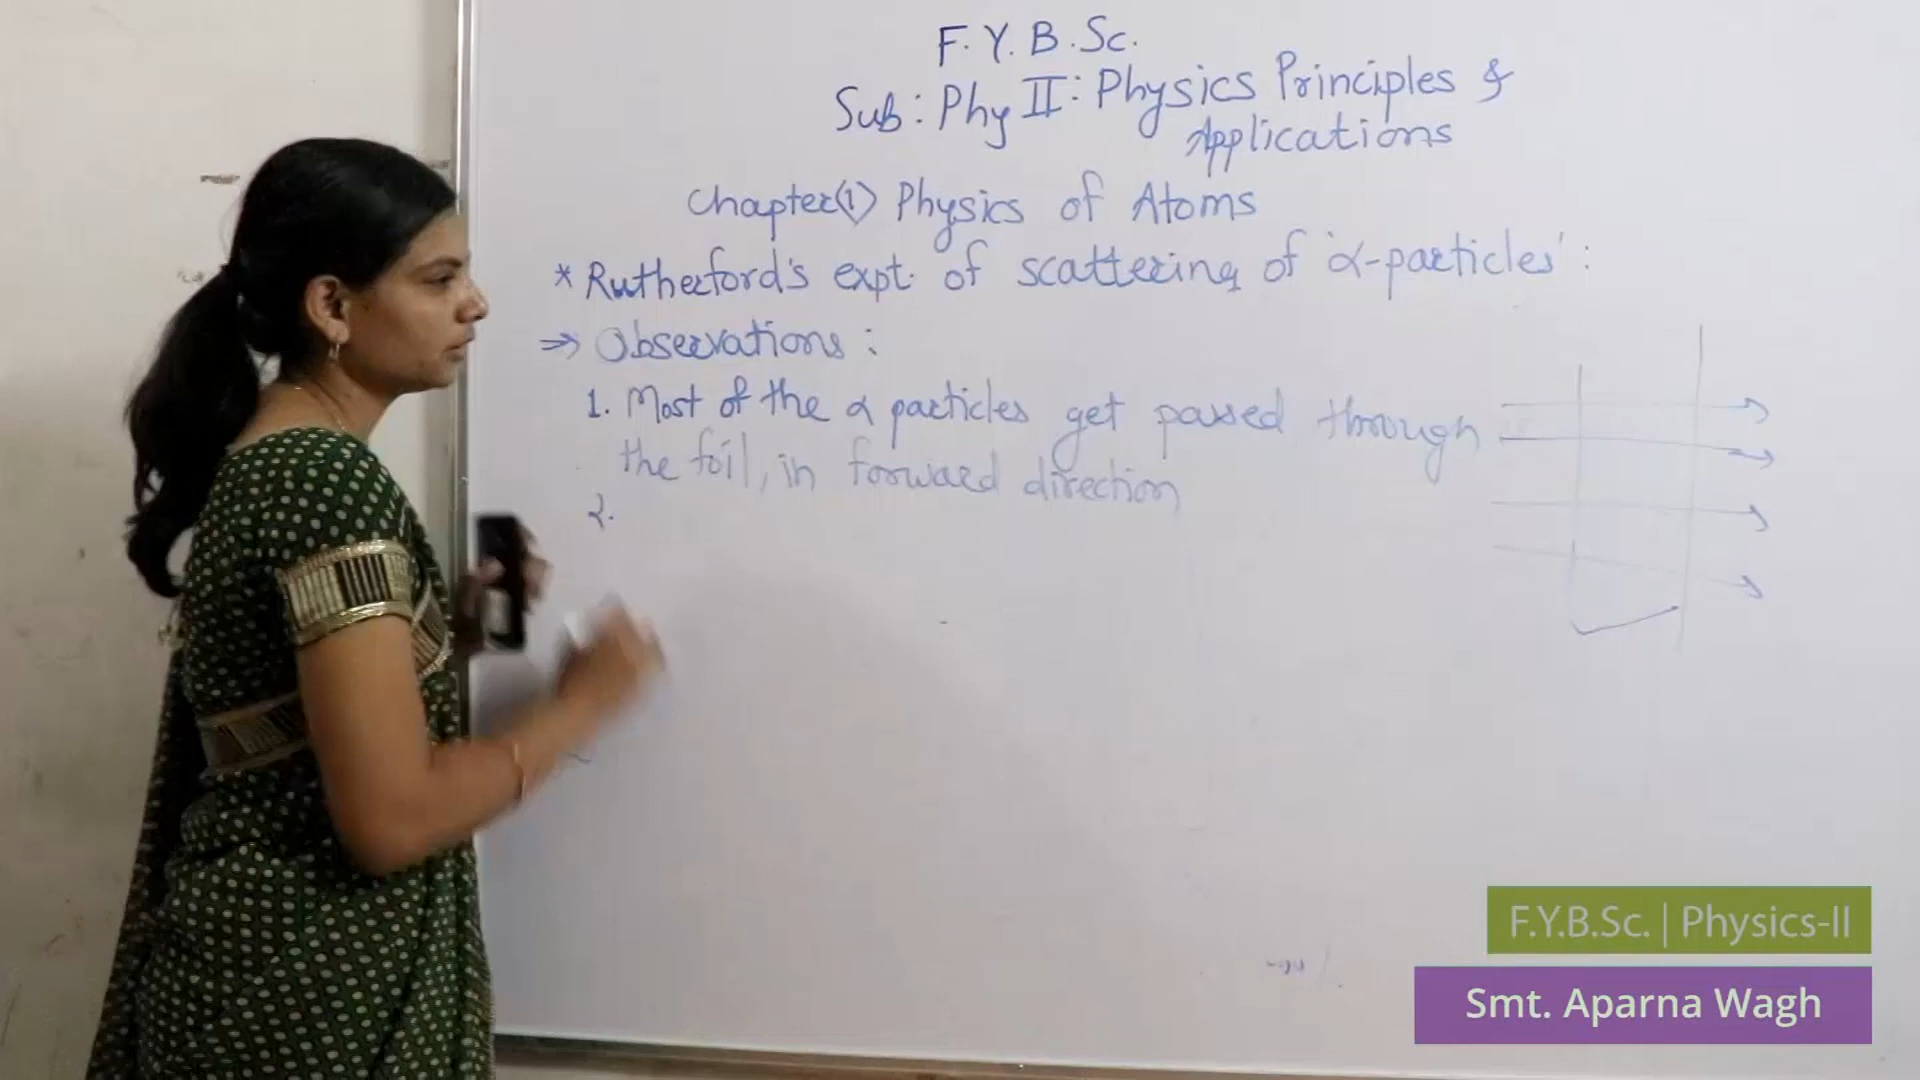 F.Y.B.Sc.
Sub: Phy II: Physics Principles &
Applications
Chapter(1) Physics of Atoms
* Rutherford's expt. of scattering of 'α-particles':
⇒ Observations:
1. Most of the α particles get passed through
the foil, in forward direction
2.
F.Y.B.Sc. | Physics-II
Smt. Aparna Wagh